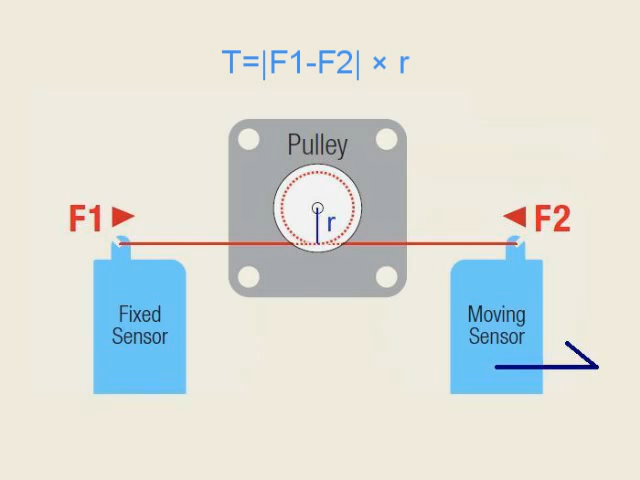 T=|F1-F2| × r
Pulley
r
F1
F2
Fixed
Sensor
Moving
Sensor